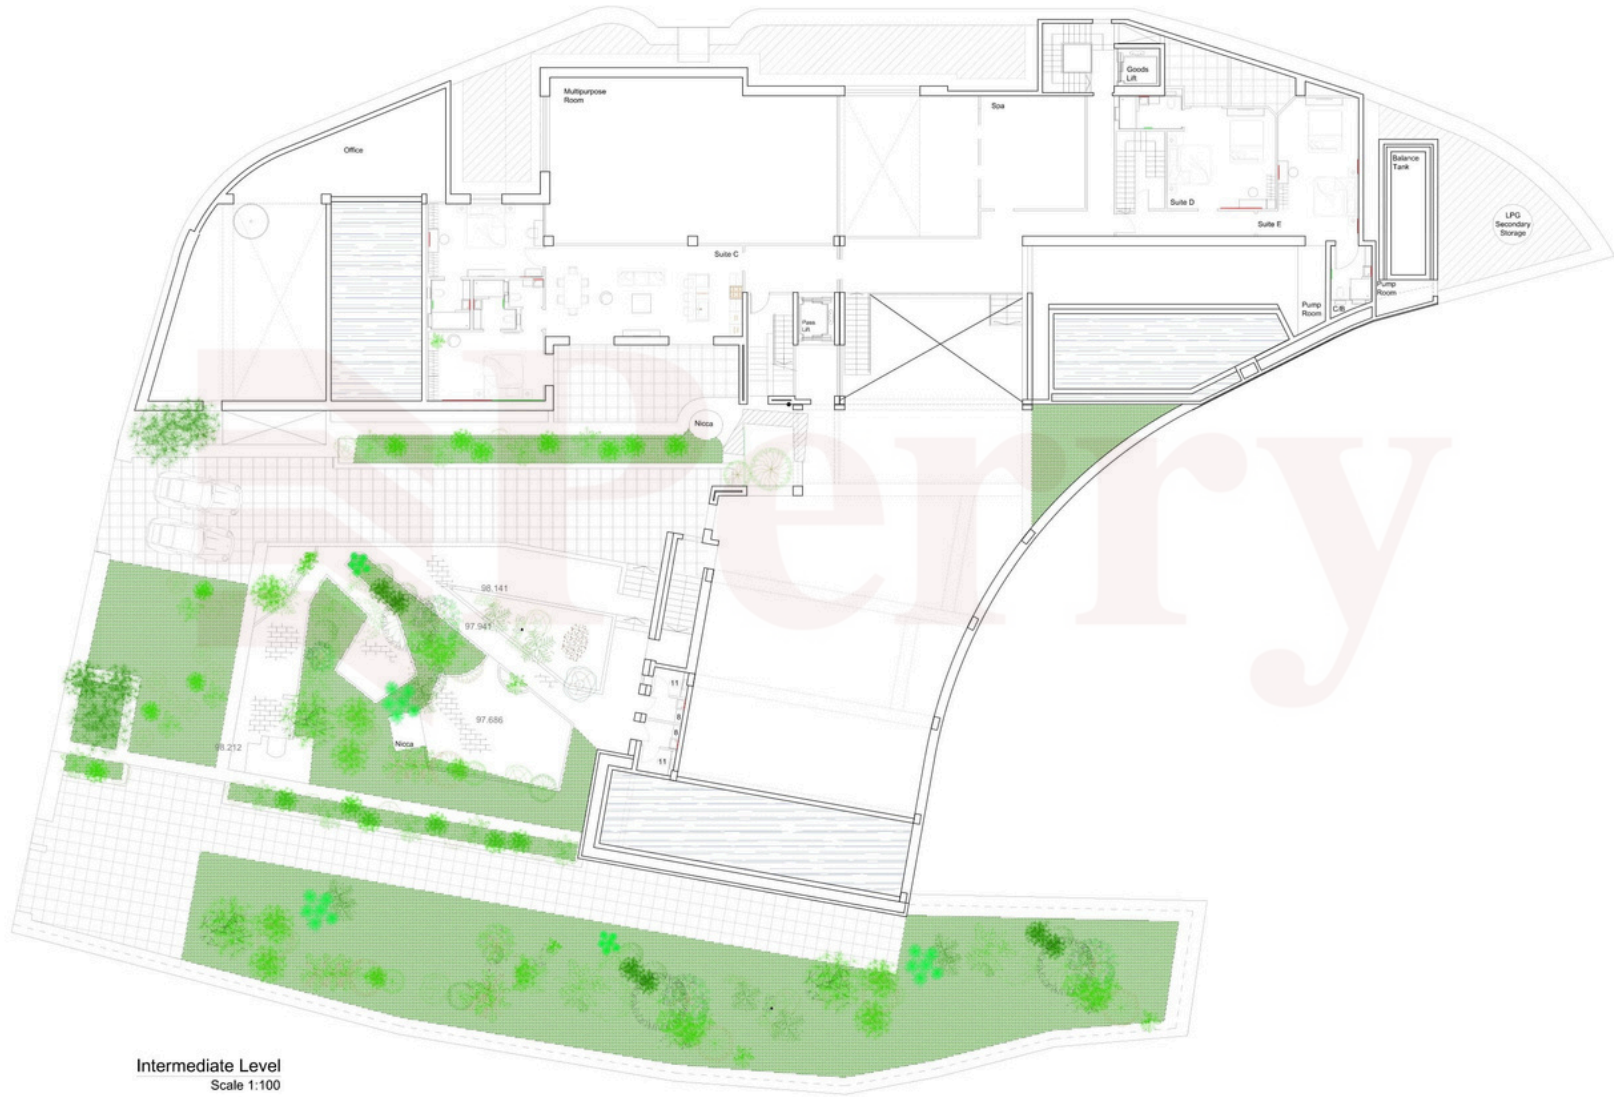 Goods
Lift
Multipurpose
Room
Spa
Office
Balance
Tank
Suite D
LPG
Secondary
Storage
Suite E
Suite C
Pump
Room
Pump
Room
C/B
Pass
Lift
Perry
Nicca
98.141
97.941
11
97.686
8
8
Nicca
98.212
11
Intermediate Level
Scale 1:100